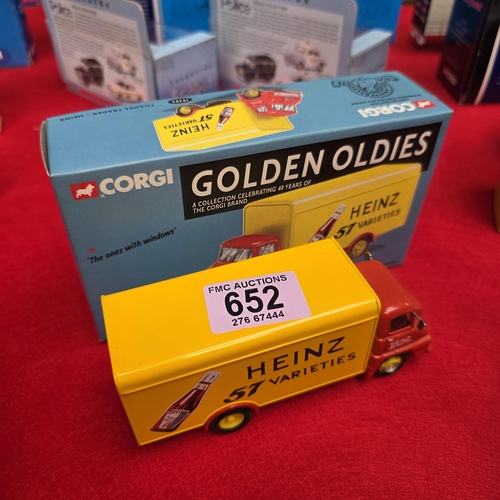 CORGI
HEINZ
VARIETIES
CORGI
GOLDEN OLDIES
A COLLECTION CELEBRATING 40 YEARS OF
THE CORGI BRAND
'The ones with windows'
HEINZ
57 VARIETIES
FMC AUCTIONS
652
276 67444
HEINZ
57 VARIETIES
HEINZ